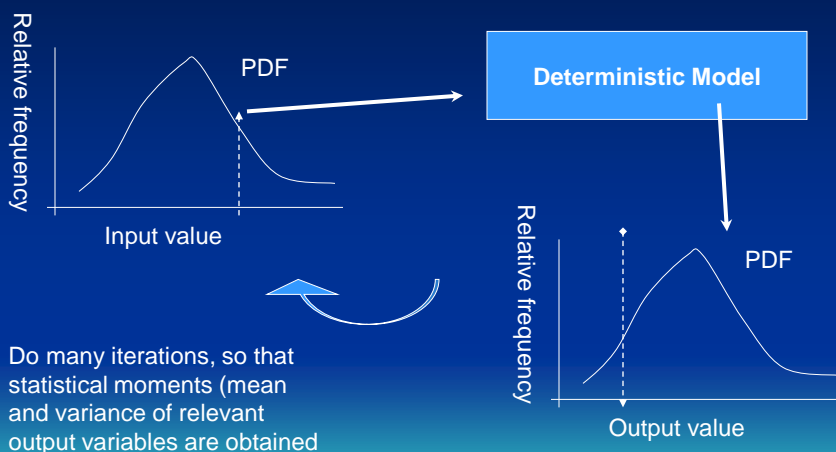 Relative frequency
PDF
Input value
Deterministic Model
Relative frequency
PDF
Output value
Do many iterrations, so that
statistical moments (mean
and variance of relevant
output variables are obtained